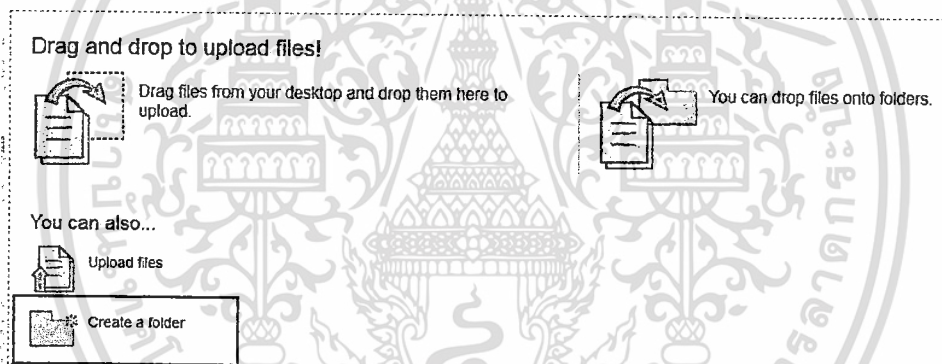 Drag and drop to upload files!
Drag files from your desktop and drop them here to
upload.
You can drop files onto folders.
You can also...
Upload files
Create a folder